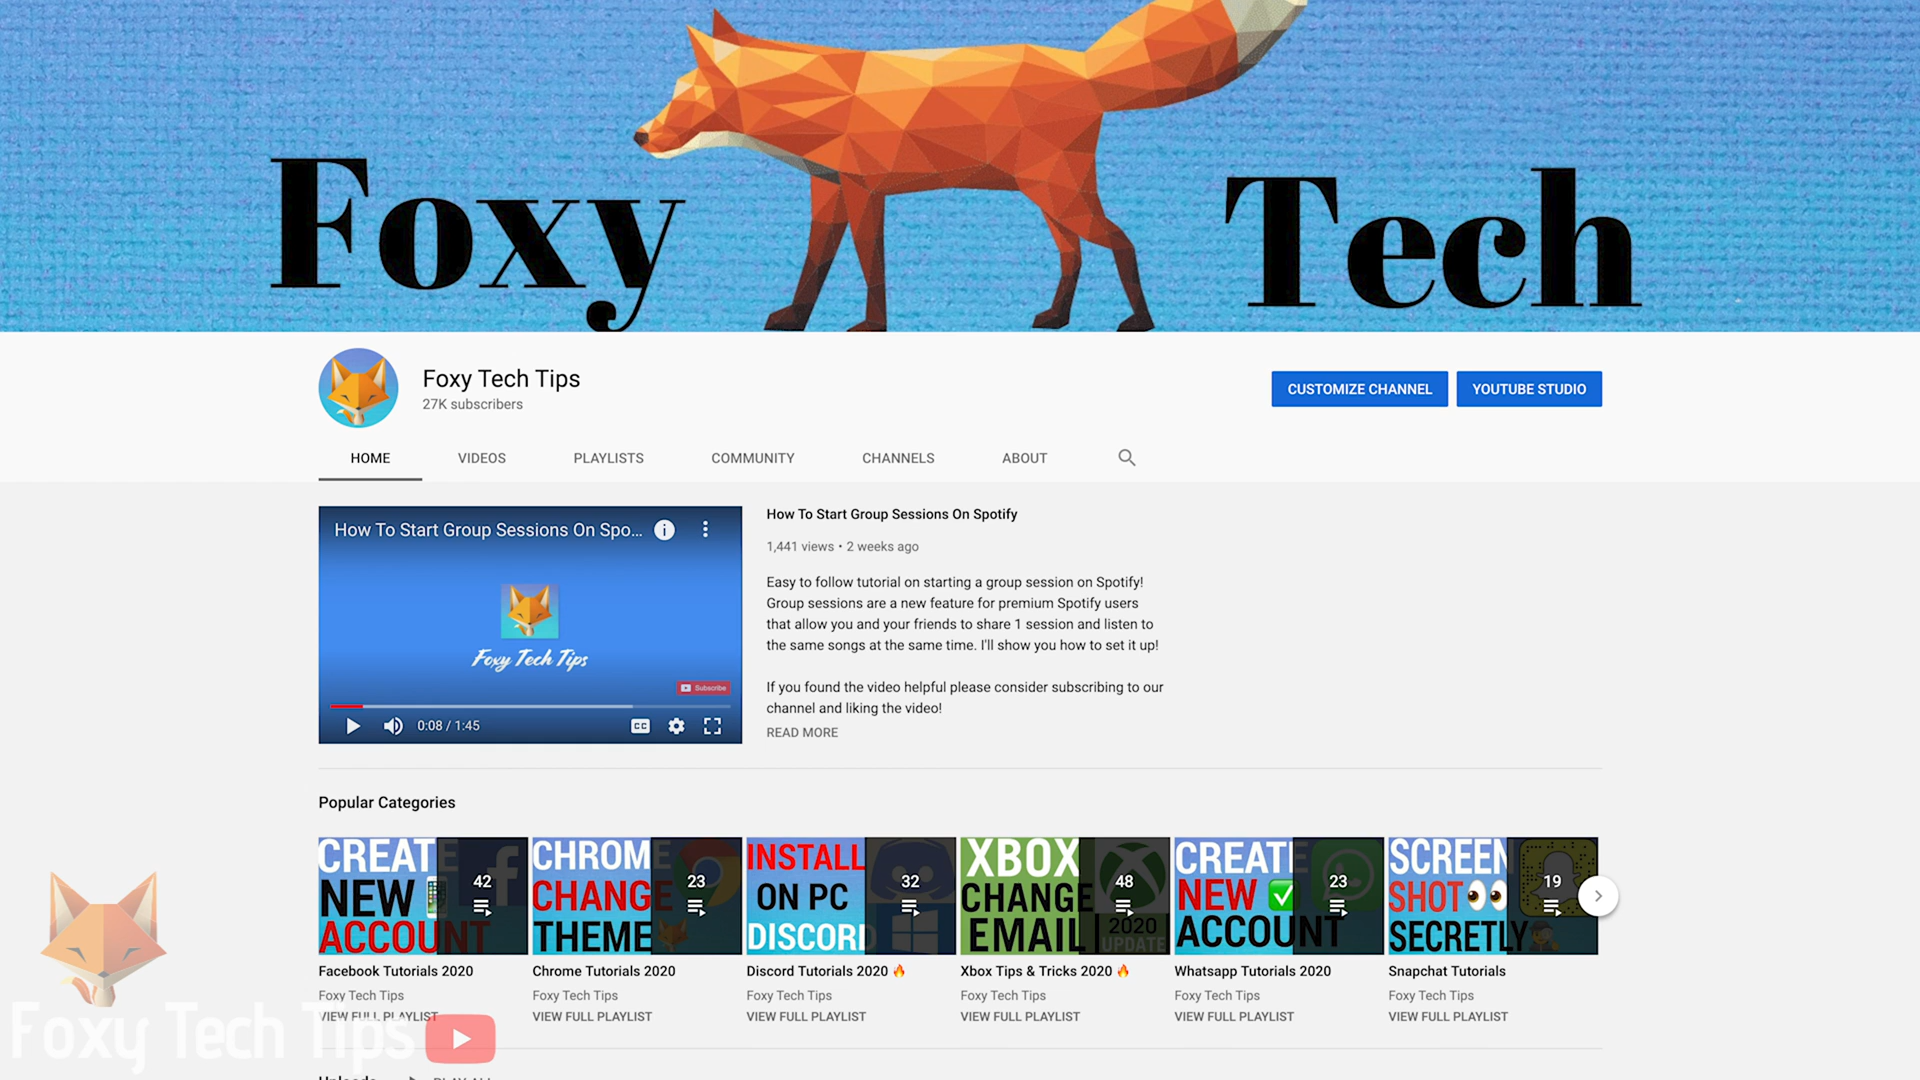 Foxy Tech
Foxy Tech Tips
27K subscribers
CUSTOMIZE CHANNEL
YOUTUBE STUDIO
HOME
VIDEOS
PLAYLISTS
COMMUNITY
CHANNELS
ABOUT
How To Start Group Sessions On Spo...
Foxy Tech Tips
Subscribe
0:08 / 1:45
CC
How To Start Group Sessions On Spotify
1,441 views • 2 weeks ago
Easy to follow tutorial on starting a group session on Spotify!
Group sessions are a new feature for premium Spotify users
that allow you and your friends to share 1 session and listen to
the same songs at the same time. I'll show you how to set it up!
If you found the video helpful please consider subscribing to our
channel and liking the video!
READ MORE
Popular Categories
CREATE
NEW
ACCOUNT
42
Facebook Tutorials 2020
Foxy Tech Tips
VIEW FULL PLAYLIST
CHROME
CHANGE
THEME
23
Chrome Tutorials 2020
Foxy Tech Tips
VIEW FULL PLAYLIST
INSTALL
ON PC
DISCORD
32
Discord Tutorials 2020 🔥
Foxy Tech Tips
VIEW FULL PLAYLIST
XBOX
CHANGE
EMAIL
48
2020
UPDATE
Xbox Tips & Tricks 2020 🔥
Foxy Tech Tips
VIEW FULL PLAYLIST
CREATE
NEW ✅
ACCOUNT
23
Whatsapp Tutorials 2020
Foxy Tech Tips
VIEW FULL PLAYLIST
SCREEN
SHOT 👀
SECRETLY
19
Snapchat Tutorials
Foxy Tech Tips
VIEW FULL PLAYLIST
Foxy Tech Tips
Uploads
PLAY ALL